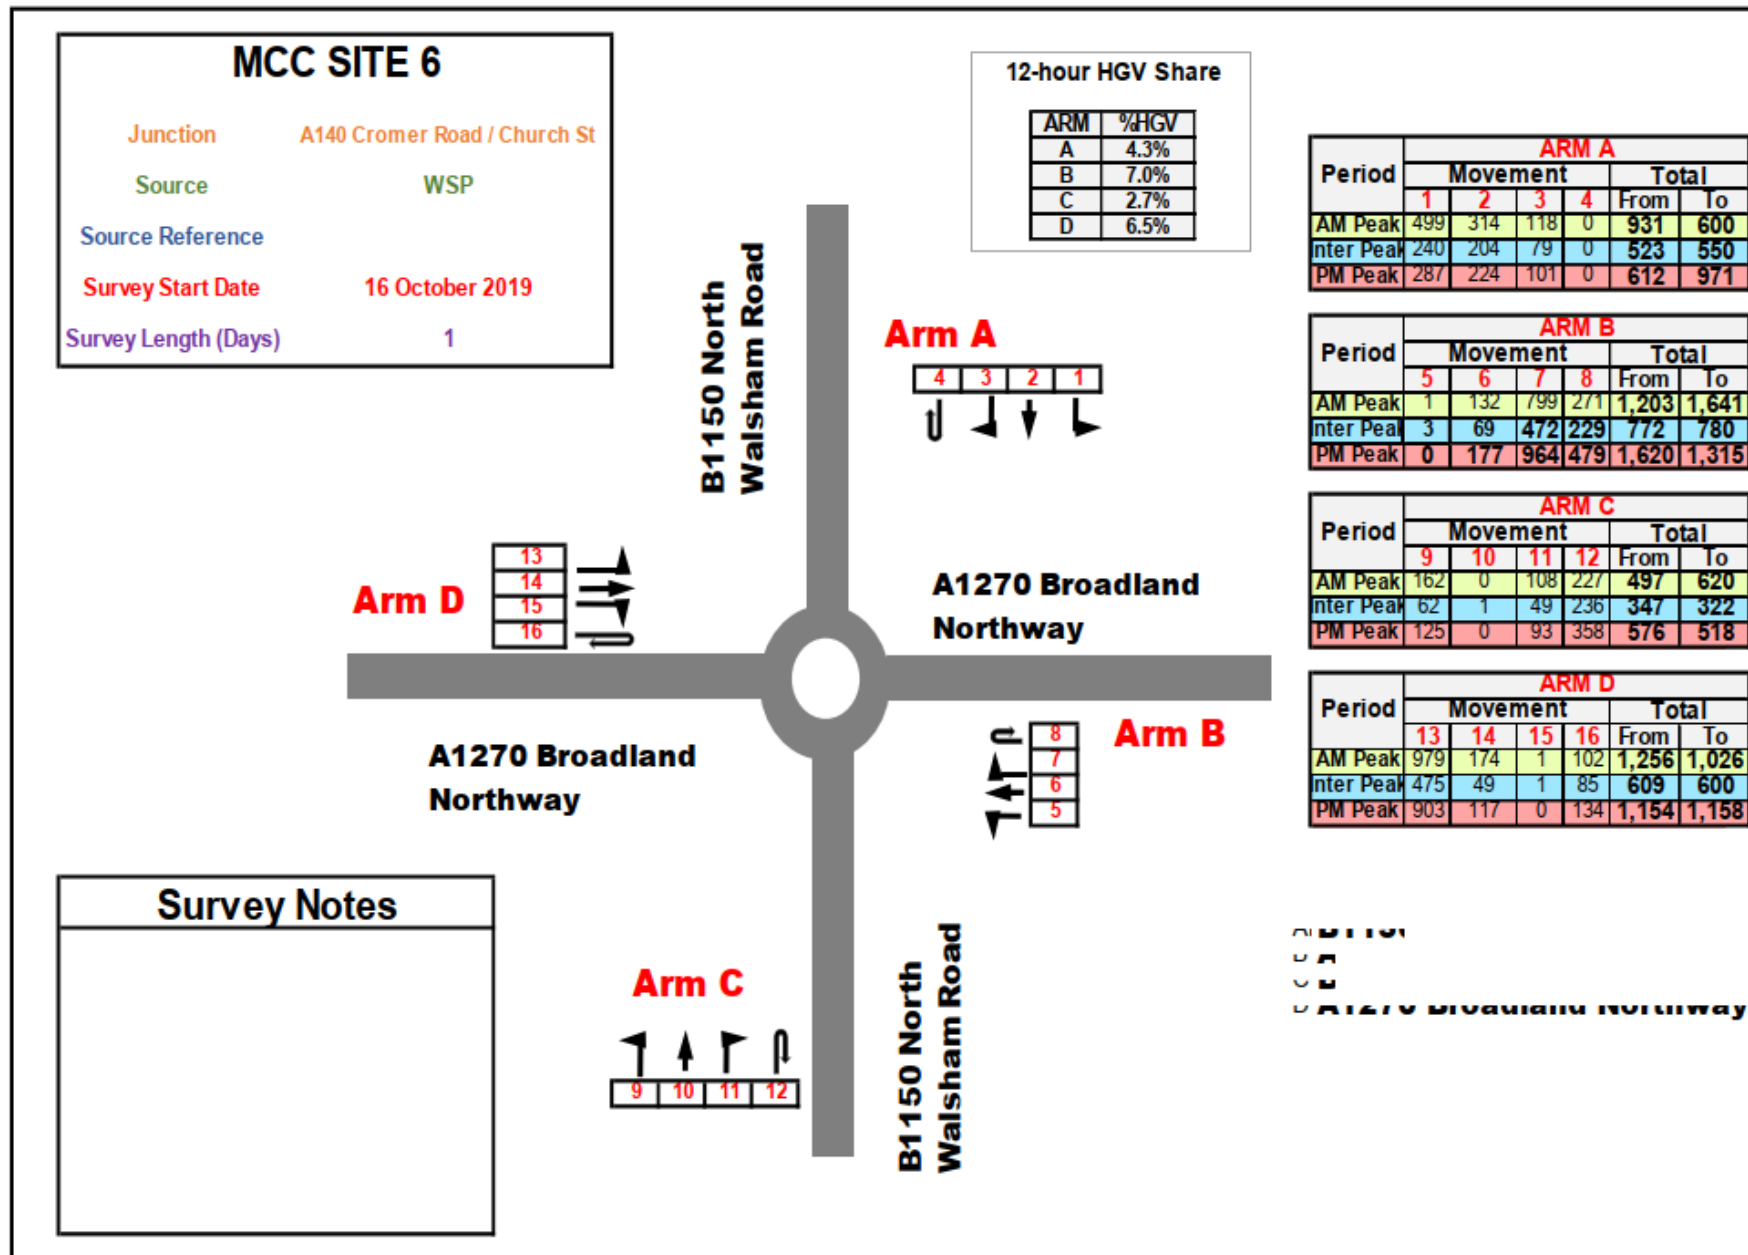 MCC SITE 6
Junction A140 Cromer Road / Church St
Source WSP
Source Reference
Survey Start Date 16 October 2019
Survey Length (Days) 1
12-hour HGV Share
ARM %HGV
A 4.3%
B 7.0%
C 2.7%
D 6.5%
B1150 North
Walsham Road
Arm A
4 3 2 1
Arm D
13
14
15
16
A1270 Broadland
Northway
A1270 Broadland
Northway
Arm B
8
7
6
5
Arm C
9 10 11 12
B1150 North
Walsham Road
Survey Notes
ARM A
Period Movement Total
1 2 3 4 From To
AM Peak 499 314 118 0 931 600
nter Peak 240 204 79 0 523 550
PM Peak 287 224 101 0 612 971
ARM B
Period Movement Total
5 6 7 8 From To
AM Peak 1 132 799 271 1,203 1,641
nter Peak 3 69 472 229 772 780
PM Peak 0 177 964 479 1,620 1,315
ARM C
Period Movement Total
9 10 11 12 From To
AM Peak 162 0 108 227 497 620
nter Peak 62 1 49 236 347 322
PM Peak 125 0 93 358 576 518
ARM D
Period Movement Total
13 14 15 16 From To
AM Peak 979 174 1 102 1,256 1,026
nter Peak 475 49 1 85 609 600
PM Peak 903 117 0 134 1,154 1,158
A1270 Broadland Northway